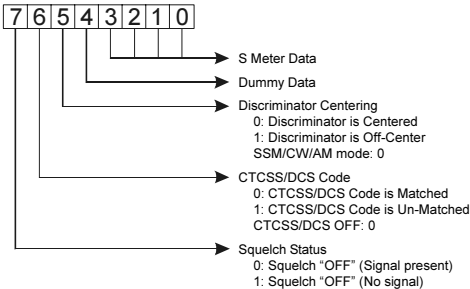 7 6 5 4 3 2 1 0
S Meter Data
Dummy Data
Discriminator Centering
0: Discriminator is Centered
1: Discriminator is Off-Center
SSM/CW/AM mode: 0
CTCSS/DCS Code
0: CTCSS/DCS Code is Matched
1: CTCSS/DCS Code is Un-Matched
CTCSS/DCS OFF: 0
Squelch Status
0: Squelch “OFF” (Signal present)
1: Squelch “OFF” (No signal)